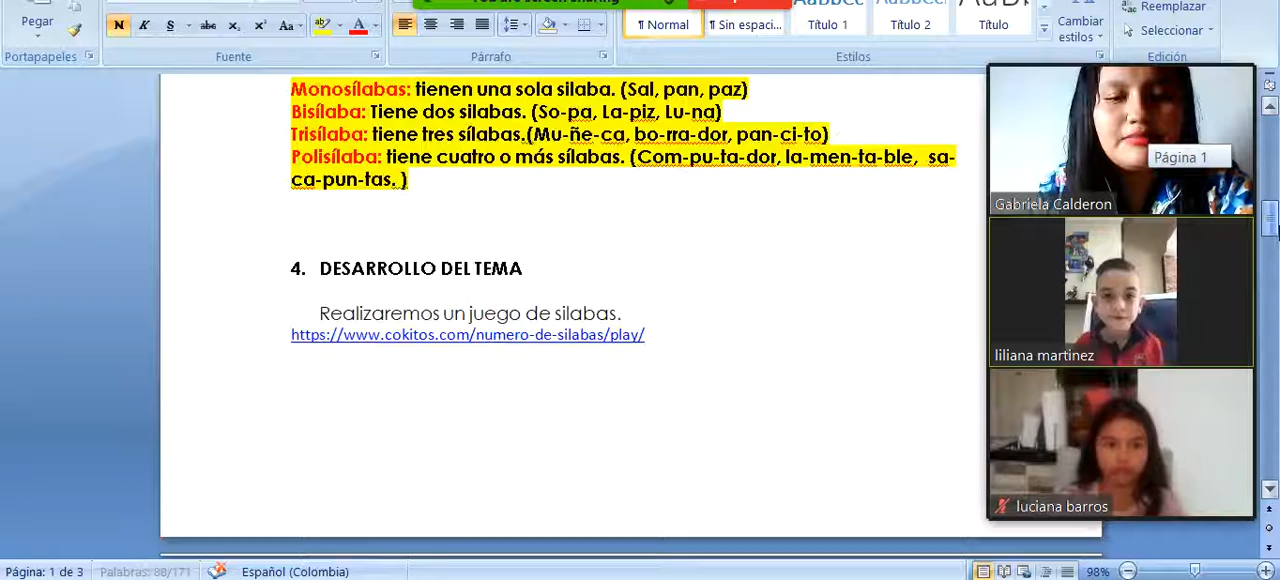 Pegar
N K S abc x₂ x² Aa
Portapapeles
Fuente
Párrafo
¶ Normal
¶ Sin espaci...
Título 1
Título 2
Título
Cambiar
estilos
Estilos
Reemplazar
Seleccionar
Edición
Monosílabas: tienen una sola silaba. (Sal, pan, paz)
Bisílaba: Tiene dos silabas. (So-pa, La-piz, Lu-na)
Trisílaba: tiene tres sílabas.(Mu-ñe-ca, bo-rra-dor, pan-ci-to)
Polisílaba: tiene cuatro o más sílabas. (Com-pu-ta-dor, la-men-ta-ble, sa-
ca-pun-tas. )
4. DESARROLLO DEL TEMA
Realizaremos un juego de silabas.
https://www.cokitos.com/numero-de-silabas/play/
Página 1
Gabriela Calderon
liliana martinez
luciana barros
Página: 1 de 3
Palabras: 88/171
Español (Colombia)
98%